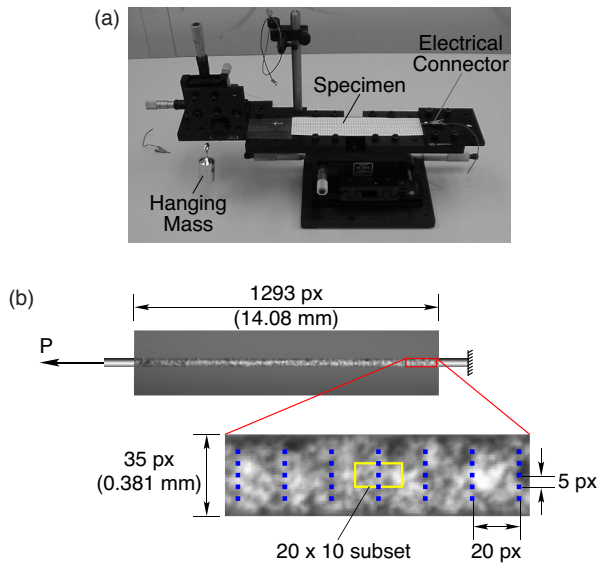 (a)
Electrical
Connector
Specimen
Hanging
Mass
(b)
1293 px
(14.08 mm)
P
35 px
(0.381 mm)
5 px
20 x 10 subset
20 px